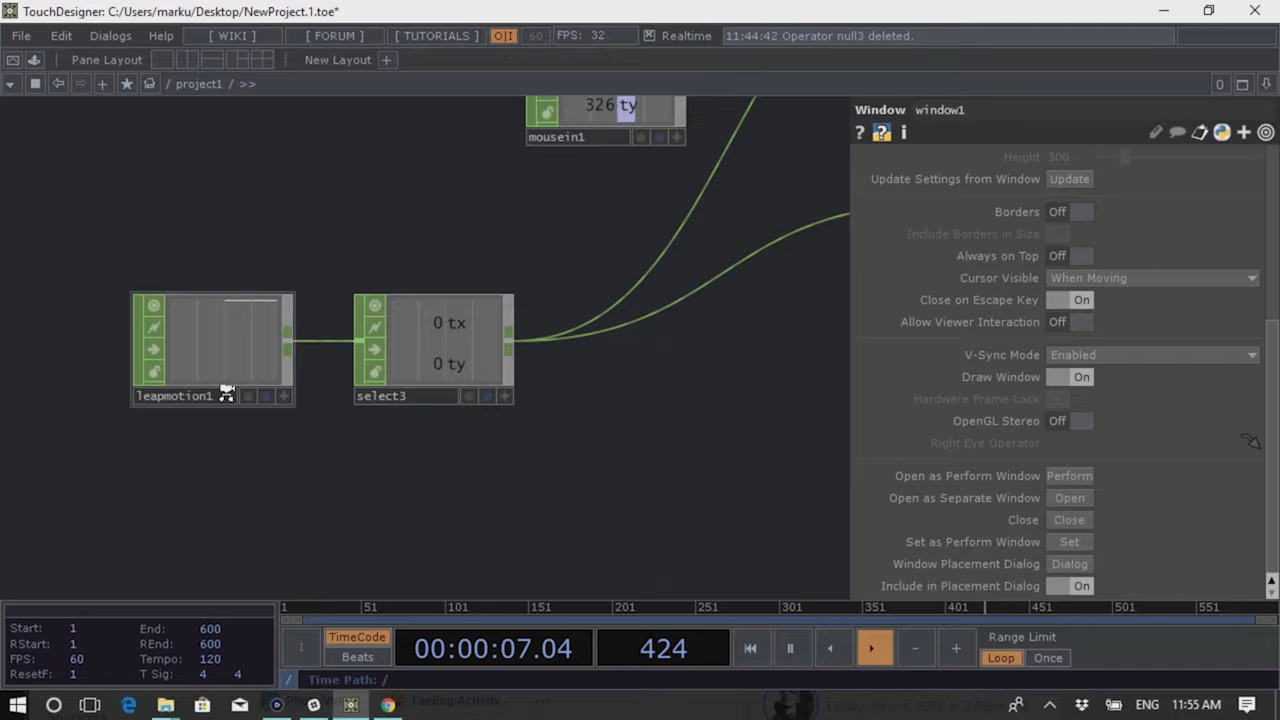 TouchDesigner: C:/Users/marku/Desktop/NewProject.1.toe*
File Edit Dialogs Help [ WIKI ] [ FORUM ] [ TUTORIALS ] O|I 60 FPS: 32 Realtime 11:44:42 Operator null3 deleted.
Pane Layout New Layout +
/ project1 / >> 0
326 ty
mousein1
leapmotion1
0 tx
0 ty
select3
Window window1
? ? i
Height 300
Update Settings from Window Update
Borders Off
Include Borders in Size
Always on Top Off
Cursor Visible When Moving
Close on Escape Key On
Allow Viewer Interaction Off
V-Sync Mode Enabled
Draw Window On
Hardware Frame-Lock
OpenGL Stereo Off
Right Eye Operator
Open as Perform Window Perform
Open as Separate Window Open
Close Close
Set as Perform Window Set
Window Placement Dialog Dialog
Include in Placement Dialog On
1 51 101 151 201 251 301 351 401 451 501 551
Start: 1 End: 600
RStart: 1 REnd: 600
FPS: 60 Tempo: 120
ResetF: 1 T Sig: 4 4
1 TimeCode Beats 00:00:07.04 424 - + Range Limit
Loop Once
/ Time Path: /
Feeling/Activity
ENG 11:55 AM